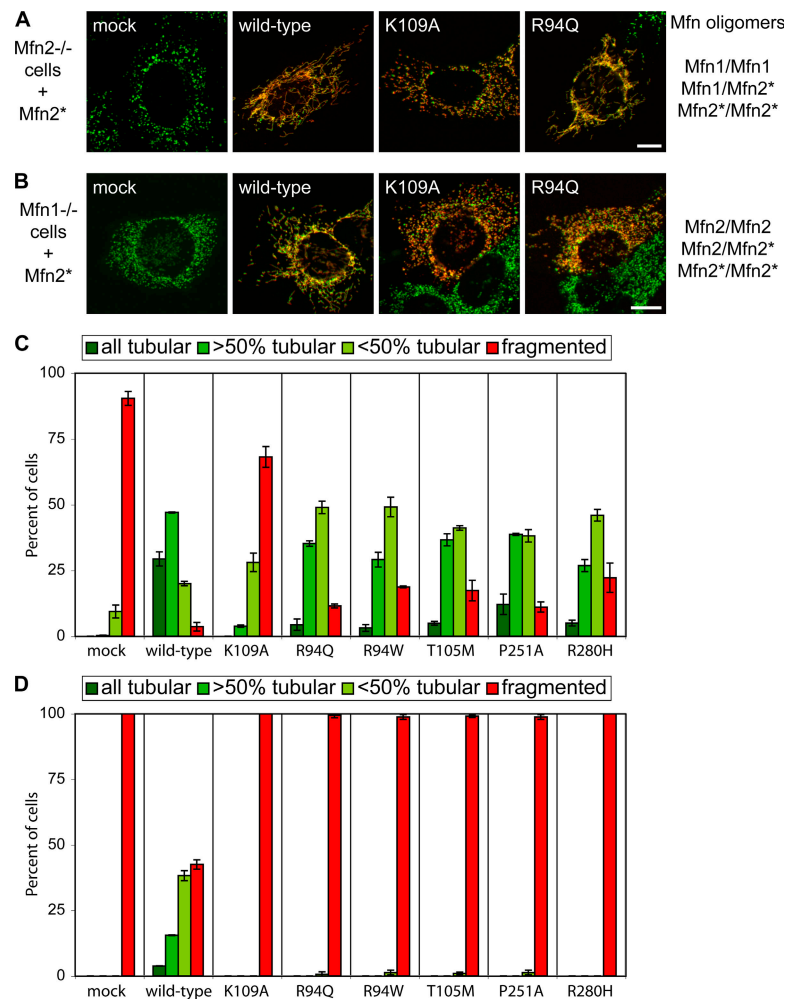 A
mock
wild-type
K109A
R94Q
Mfn oligomers
Mfn2-/-
cells
+
Mfn2*
Mfn1/Mfn1
Mfn1/Mfn2*
Mfn2*/Mfn2*
B
mock
wild-type
K109A
R94Q
Mfn1-/-
cells
+
Mfn2*
Mfn2/Mfn2
Mfn2/Mfn2*
Mfn2*/Mfn2*
C
all tubular >50% tubular <50% tubular fragmented
Percent of cells
100
75
50
25
0
mock wild-type K109A R94Q R94W T105M P251A R280H
D
all tubular >50% tubular <50% tubular fragmented
Percent of cells
100
75
50
25
0
mock wild-type K109A R94Q R94W T105M P251A R280H